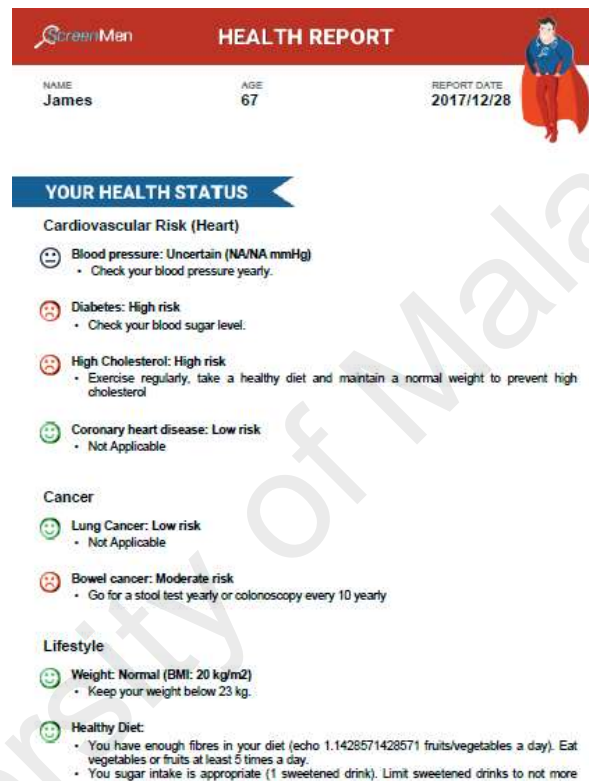 ScreenMen
HEALTH REPORT
NAME
James
AGE
67
REPORT DATE
2017/12/28
YOUR HEALTH STATUS
Cardiovascular Risk (Heart)
Blood pressure: Uncertain (NA/NA mmHg)
• Check your blood pressure yearly.
Diabetes: High risk
• Check your blood sugar level.
High Cholesterol: High risk
• Exercise regularly, take a healthy diet and maintain a normal weight to prevent high
cholesterol
Coronary heart disease: Low risk
• Not Applicable
Cancer
Lung Cancer: Low risk
• Not Applicable
Bowel cancer: Moderate risk
• Go for a stool test yearly or colonoscopy every 10 yearly
Lifestyle
Weight: Normal (BMI: 20 kg/m2)
• Keep your weight below 23 kg.
Healthy Diet:
• You have enough fibres in your diet (echo 1.1428571428571 fruits/vegetables a day). Eat
vegetables or fruits at least 5 times a day.
• You sugar intake is appropriate (1 sweetened drink). Limit sweetened drinks to not more